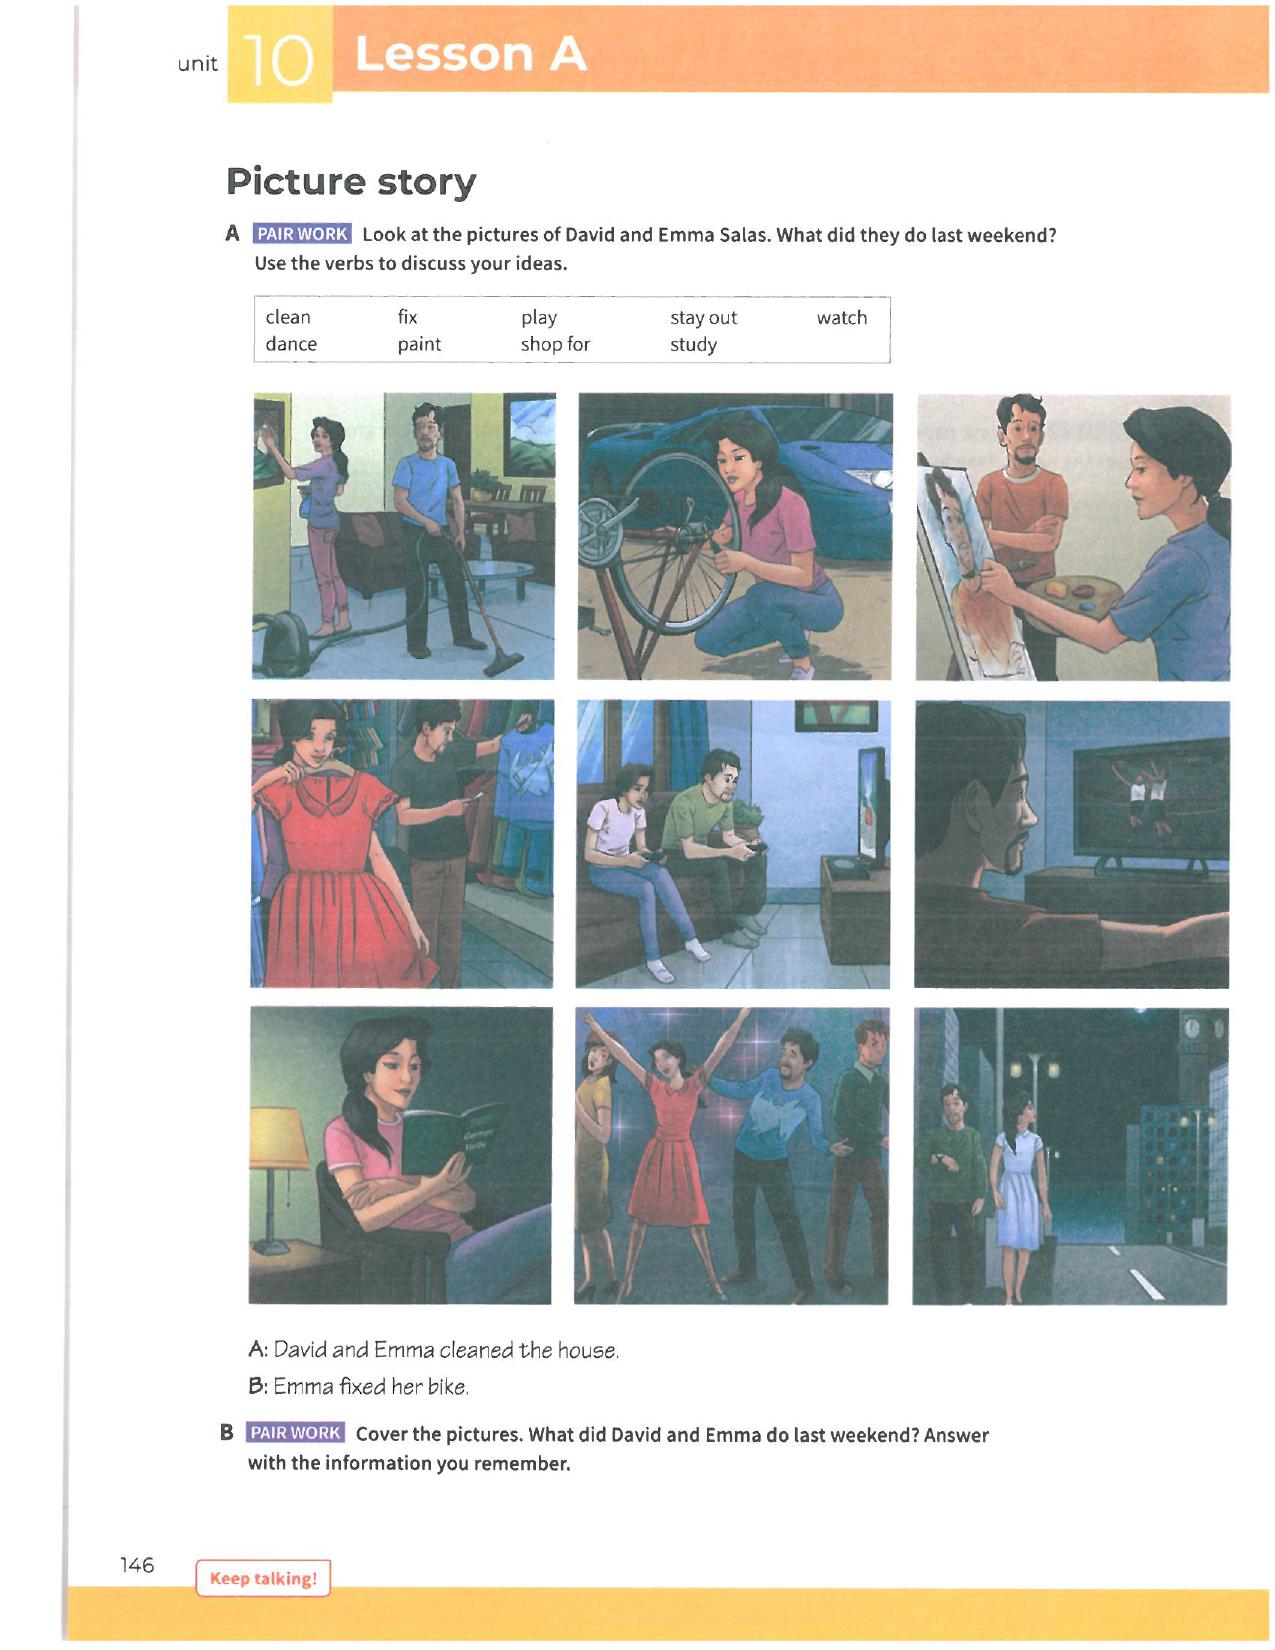 unit 10 Lesson A
Picture story
A PAIR WORK Look at the pictures of David and Emma Salas. What did they do last weekend?
Use the verbs to discuss your ideas.
clean fix play stay out watch
dance paint shop for study
German
Verbs
A: David and Emma cleaned the house.
B: Emma fixed her bike.
B PAIR WORK Cover the pictures. What did David and Emma do last weekend? Answer
with the information you remember.
146 Keep talking!